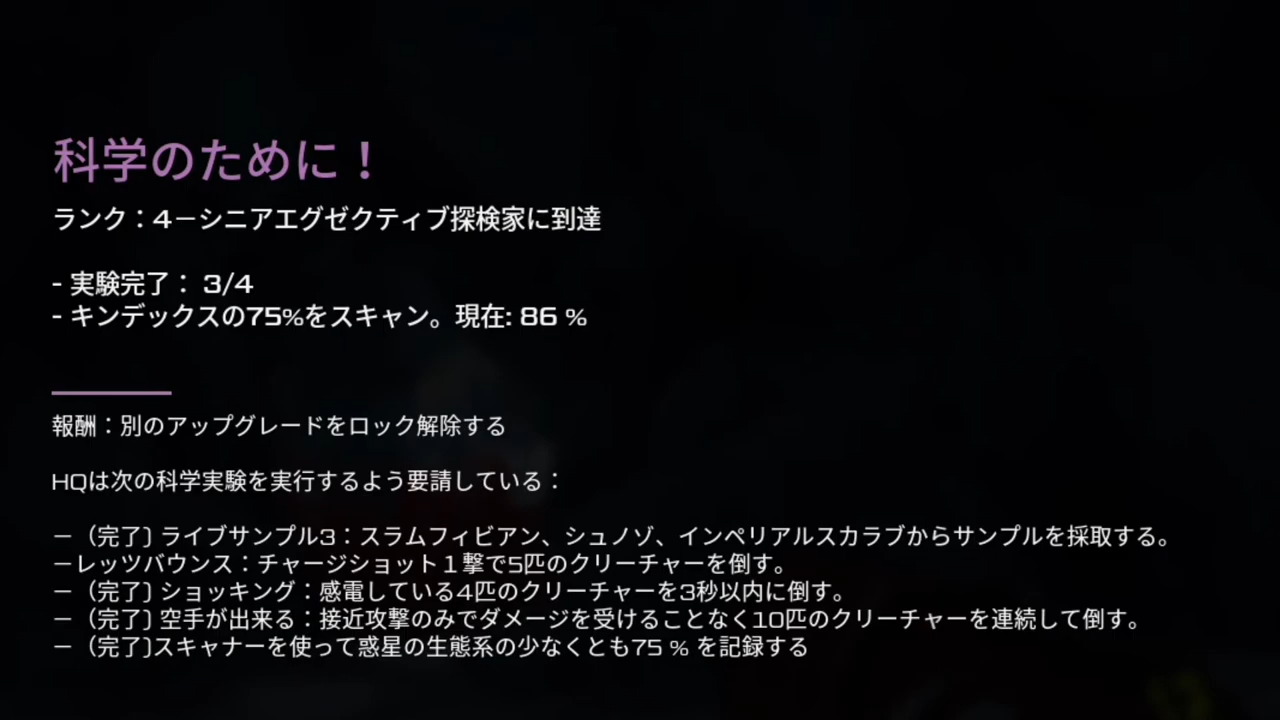 科学のために！
ランク：4－シニアエグゼクティブ探検家に到達
- 実験完了： 3/4
- キンデックスの75%をスキャン。現在: 86 %
報酬：別のアップグレードをロック解除する
HQは次の科学実験を実行するよう要請している：
－（完了）ライブサンプル3：スラムフィビアン、シュノゾ、インペリアルスカラブからサンプルを採取する。
－レッツバウンス：チャージショット１撃で5匹のクリーチャーを倒す。
－（完了）ショッキング：感電している4匹のクリーチャーを3秒以内に倒す。
－（完了）空手が出来る：接近攻撃のみでダメージを受けることなく10匹のクリーチャーを連続して倒す。
－（完了）スキャナーを使って惑星の生態系の少なくとも75 % を記録する